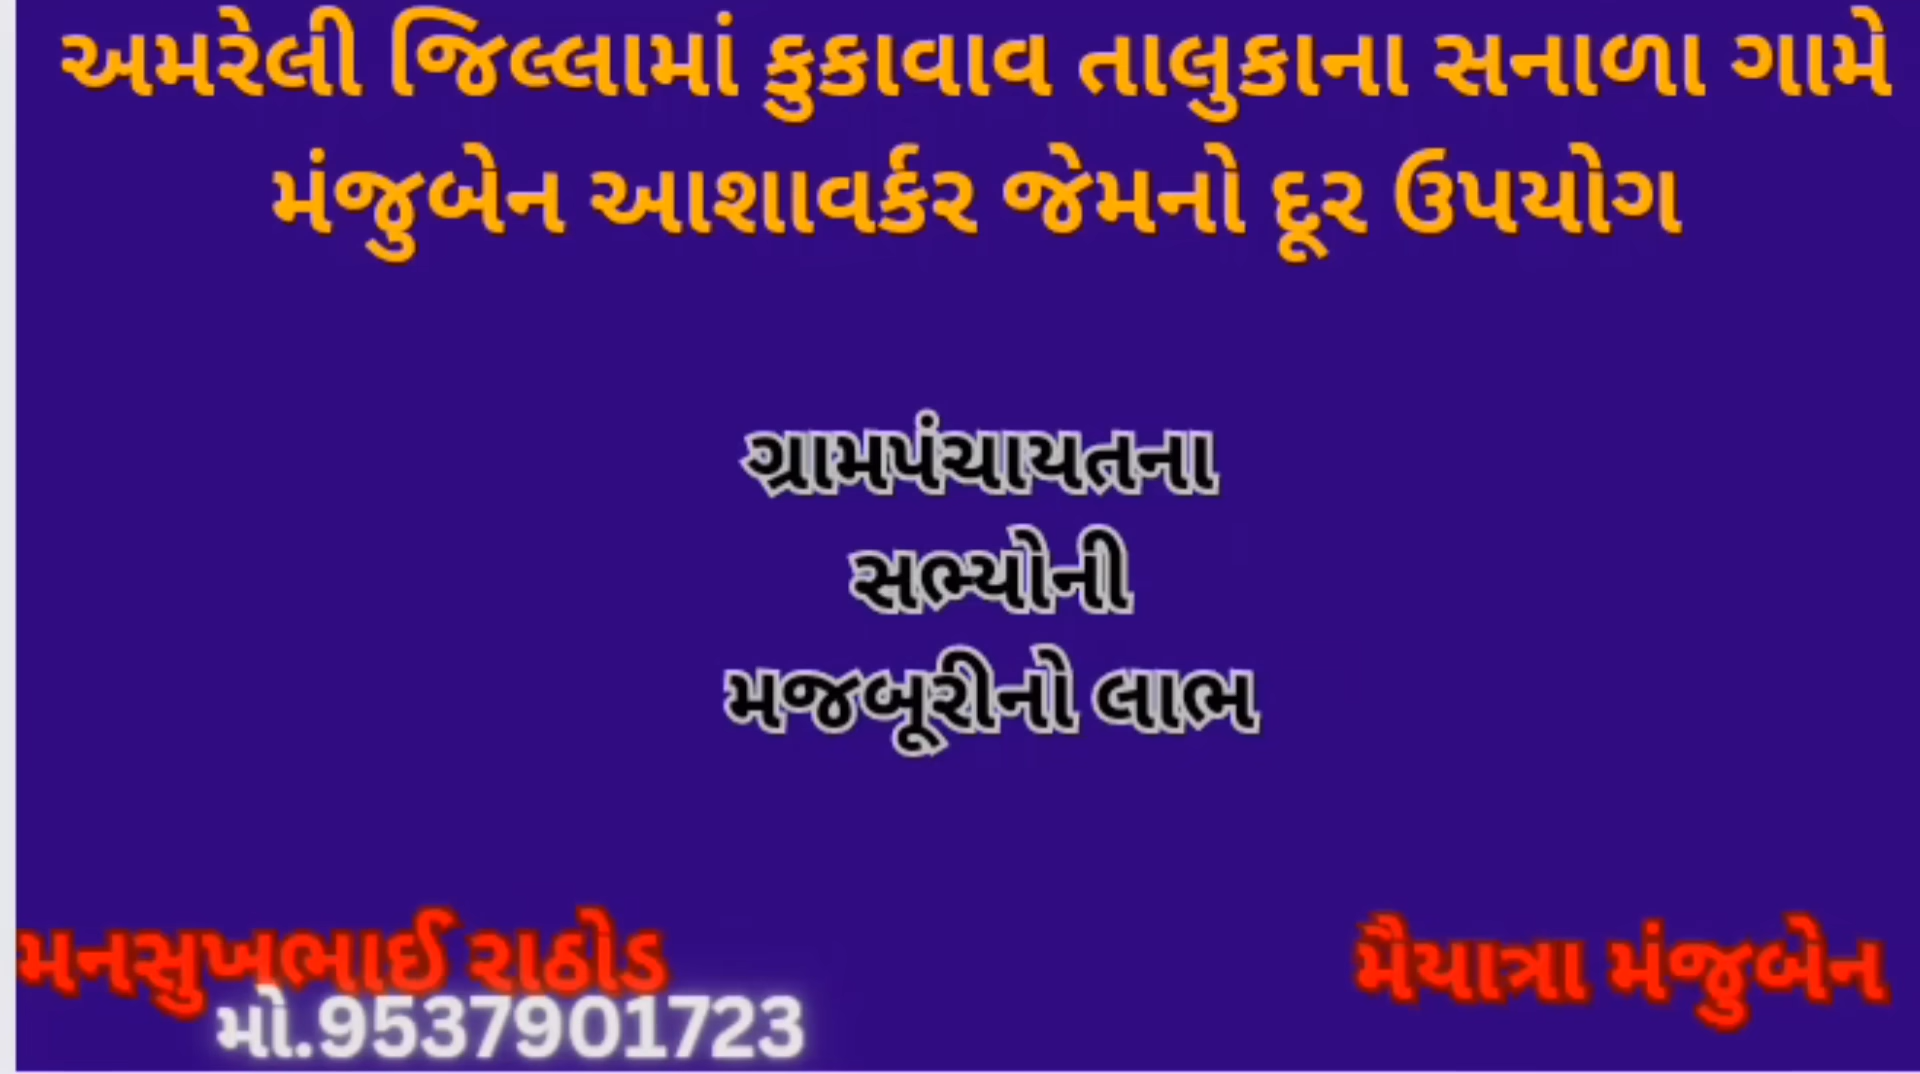 અમરેલી જિલ્લામાં કુકાવાવ તાલુકાના સનાળા ગામે
મંજુબેન આશાવર્કર જેમનો દૂર ઉપયોગ
ગ્રામપંચાયતના
સભ્યોની
મજબૂરીનો લાભ
મનસુખભાઈ રાઠોડ
મો.9537901723
મૈયાત્રા મંજુબેન